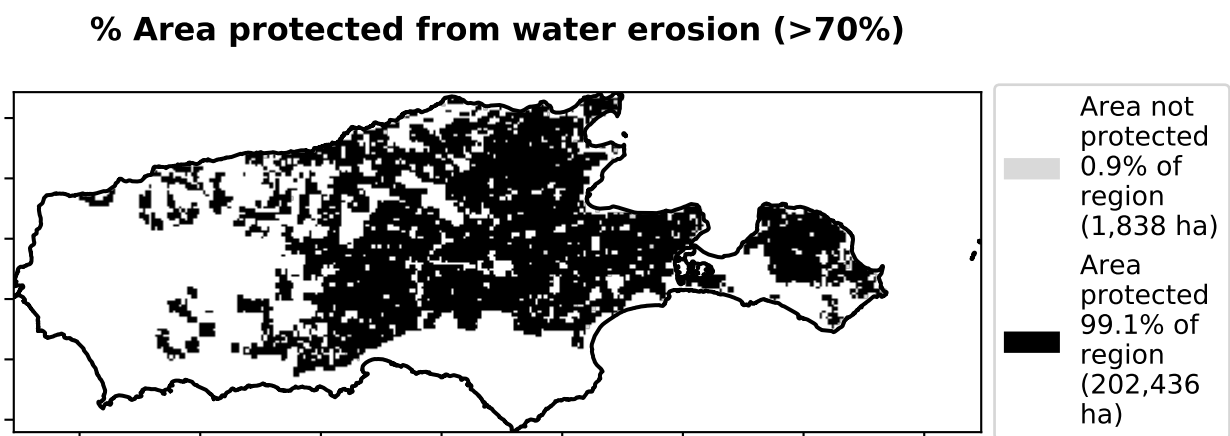 % Area protected from water erosion (>70%)
Area not
protected
0.9% of
region
(1,838 ha)
Area
protected
99.1% of
region
(202,436
ha)